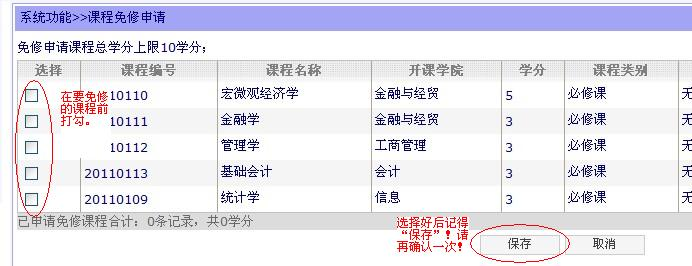 系统功能>>课程免修申请
免修申请课程总学分上限10学分；
选择 课程编号 课程名称 开课学院 学分 课程类别
10110 宏微观经济学 金融与经贸 5 必修课 无
10111 金融学 金融与经贸 3 必修课 无
10112 管理学 工商管理 3 必修课 无
20110113 基础会计 会计 3 必修课 无
20110109 统计学 信息 3 必修课 无
在要免修
的课程前
打勾。
已申请免修课程合计：0条记录，共0学分
选择好后记得
“保存”！请
再确认一次！
保存 取消